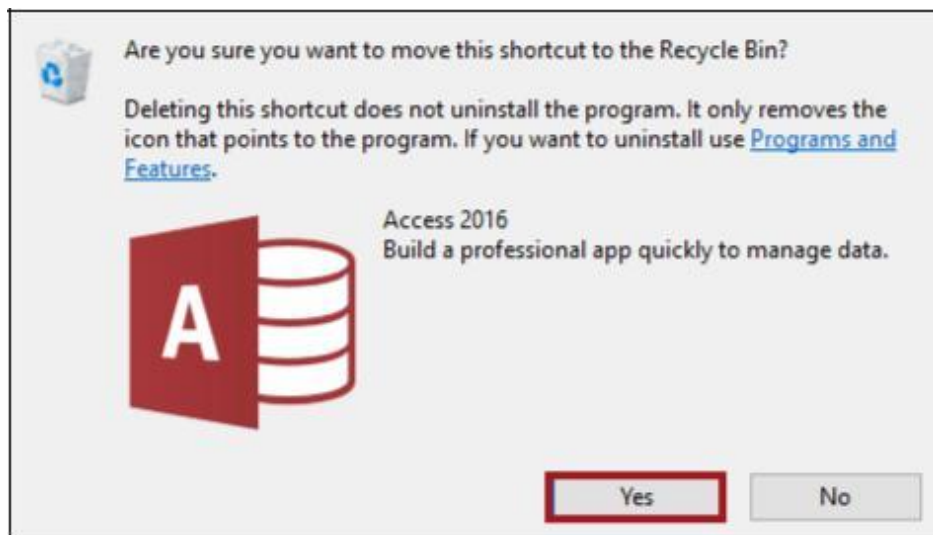 Are you sure you want to move this shortcut to the Recycle Bin?
Deleting this shortcut does not uninstall the program. It only removes the
icon that points to the program. If you want to uninstall use Programs and
Features.
Access 2016
Build a professional app quickly to manage data.
A
Yes
No